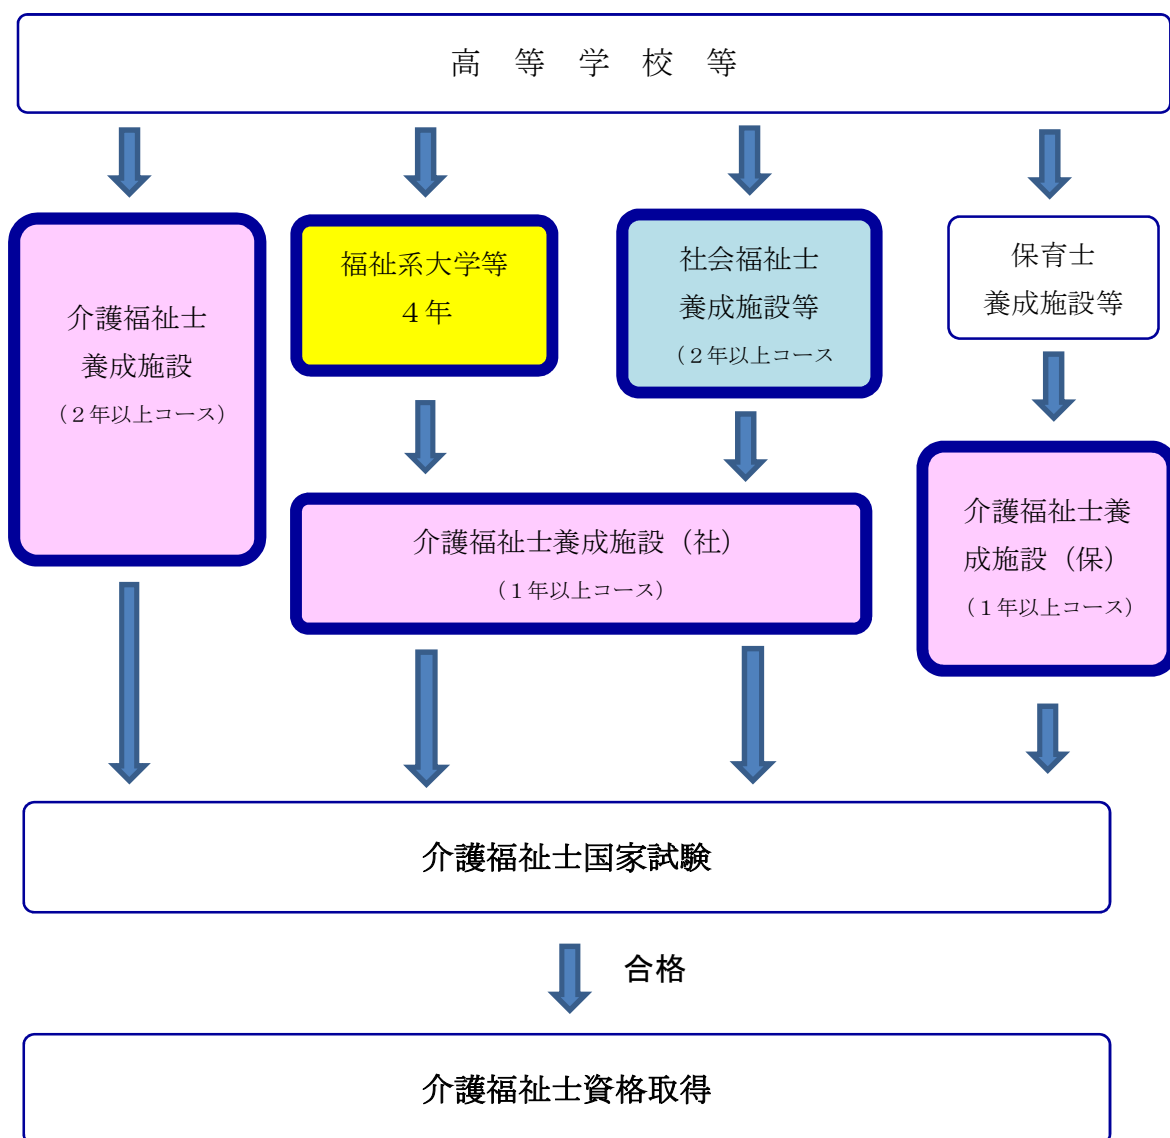 高 等 学 校 等
介護福祉士
養成施設
（２年以上コース）
福祉系大学等
４年
社会福祉士
養成施設等
（２年以上コース
保育士
養成施設等
介護福祉士養成施設（社）
（１年以上コース）
介護福祉士養
成施設（保）
（１年以上コース）
介護福祉士国家試験
合格
介護福祉士資格取得